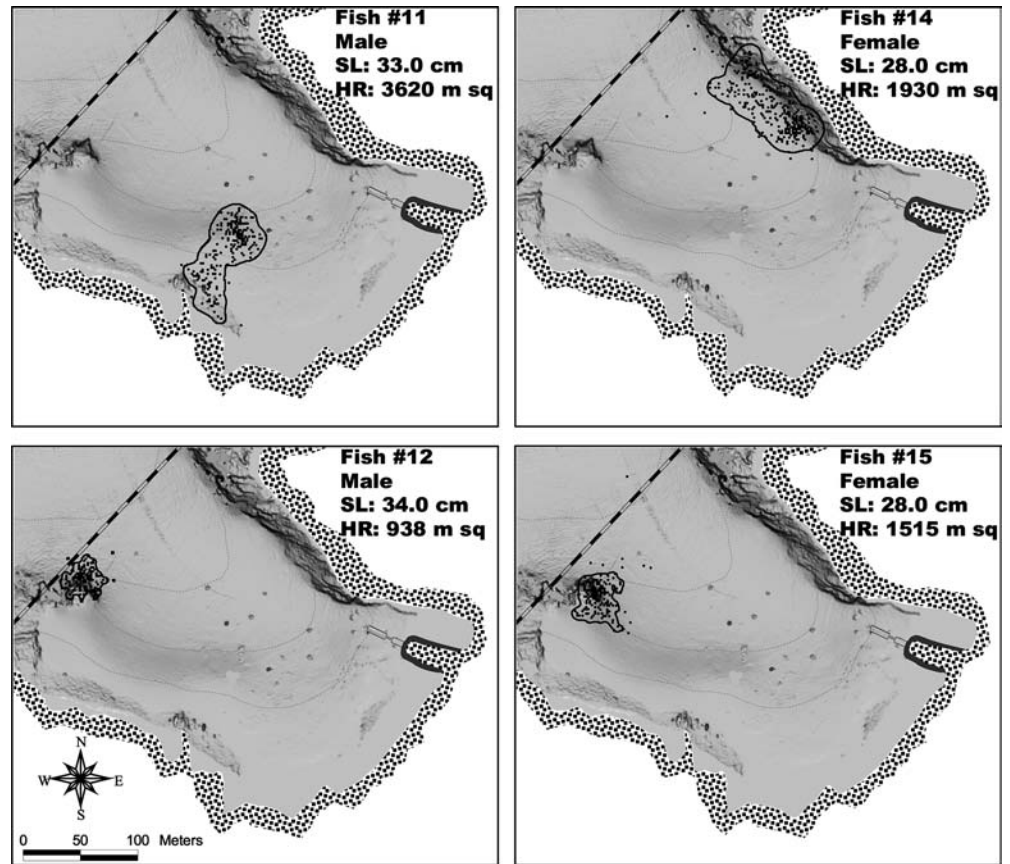 Fish #11
Male
SL: 33.0 cm
HR: 3620 m sq
Fish #14
Female
SL: 28.0 cm
HR: 1930 m sq
Fish #12
Male
SL: 34.0 cm
HR: 938 m sq
N
W E
S
0 50 100 Meters
Fish #15
Female
SL: 28.0 cm
HR: 1515 m sq